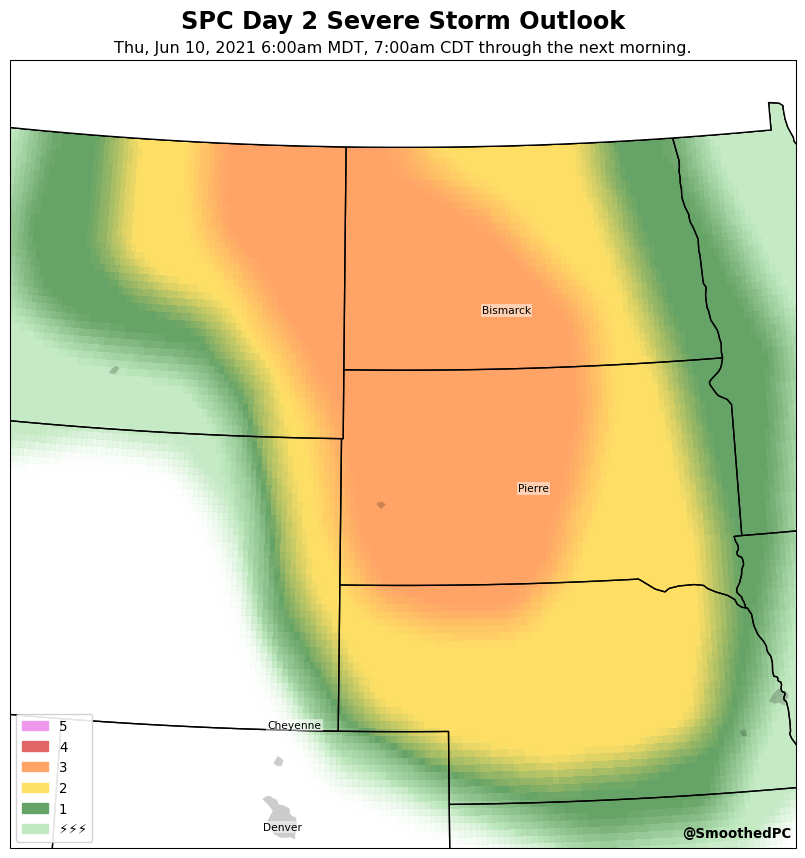 SPC Day 2 Severe Storm Outlook
Thu, Jun 10, 2021 6:00am MDT, 7:00am CDT through the next morning.
Bismarck
Pierre
Cheyenne
5
4
3
2
1
⚡⚡⚡
Denver
@SmoothedPC